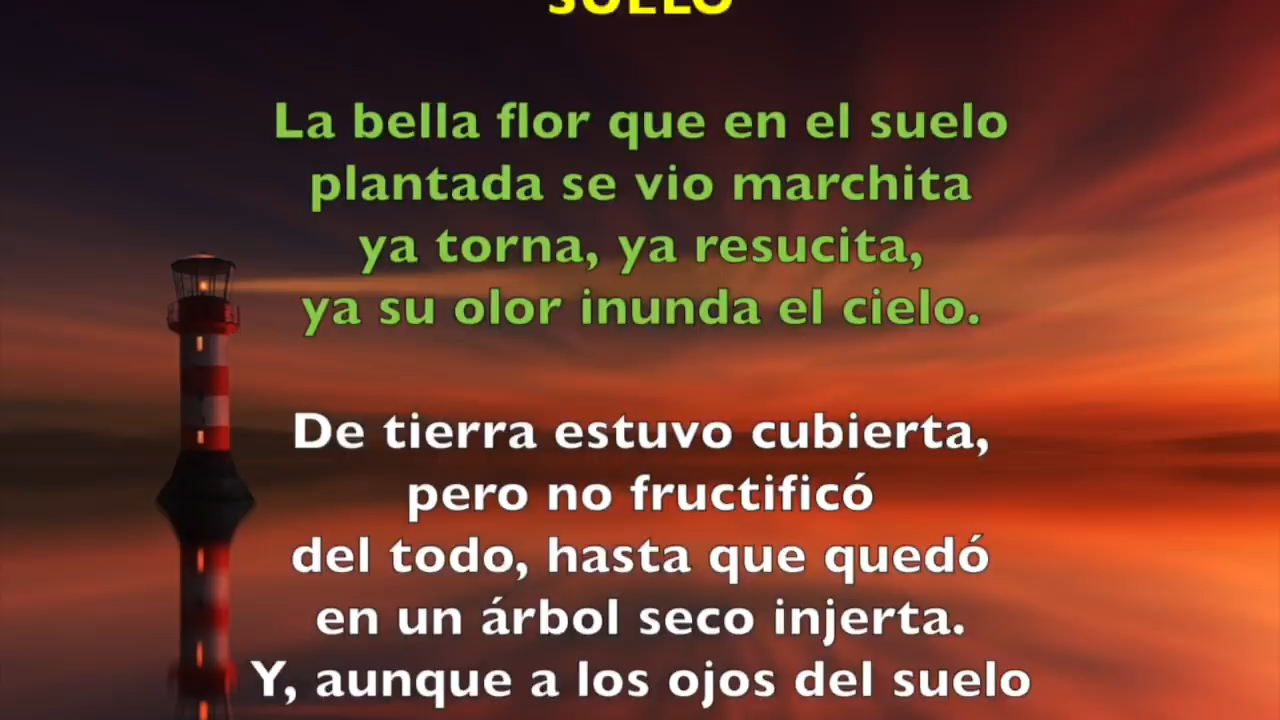 SUELO
La bella flor que en el suelo
plantada se vio marchita
ya torna, ya resucita,
ya su olor inunda el cielo.
De tierra estuvo cubierta,
pero no fructificó
del todo, hasta que quedó
en un árbol seco injerta.
Y, aunque a los ojos del suelo